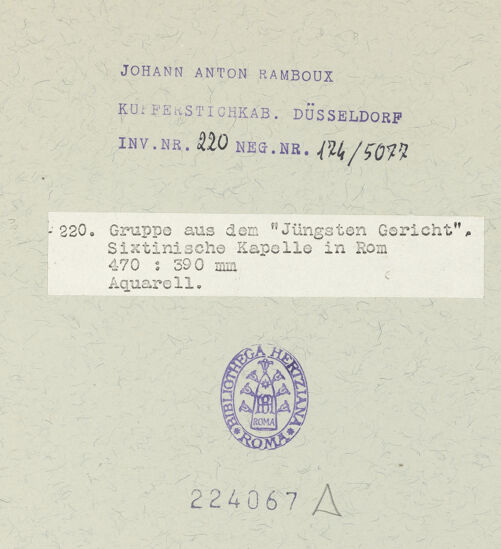 JOHANN ANTON RAMBOUX
KUPFERSTICHKAB. DÜSSELDORF
INV.NR. 220 NEG.NR. 174/5077
220. Gruppe aus dem "Jüngsten Gericht".
Sixtinische Kapelle in Rom
470 : 390 mm
Aquarell.
BIBLIOTHECA HERTZIANA
ROMA
ROMA
224067